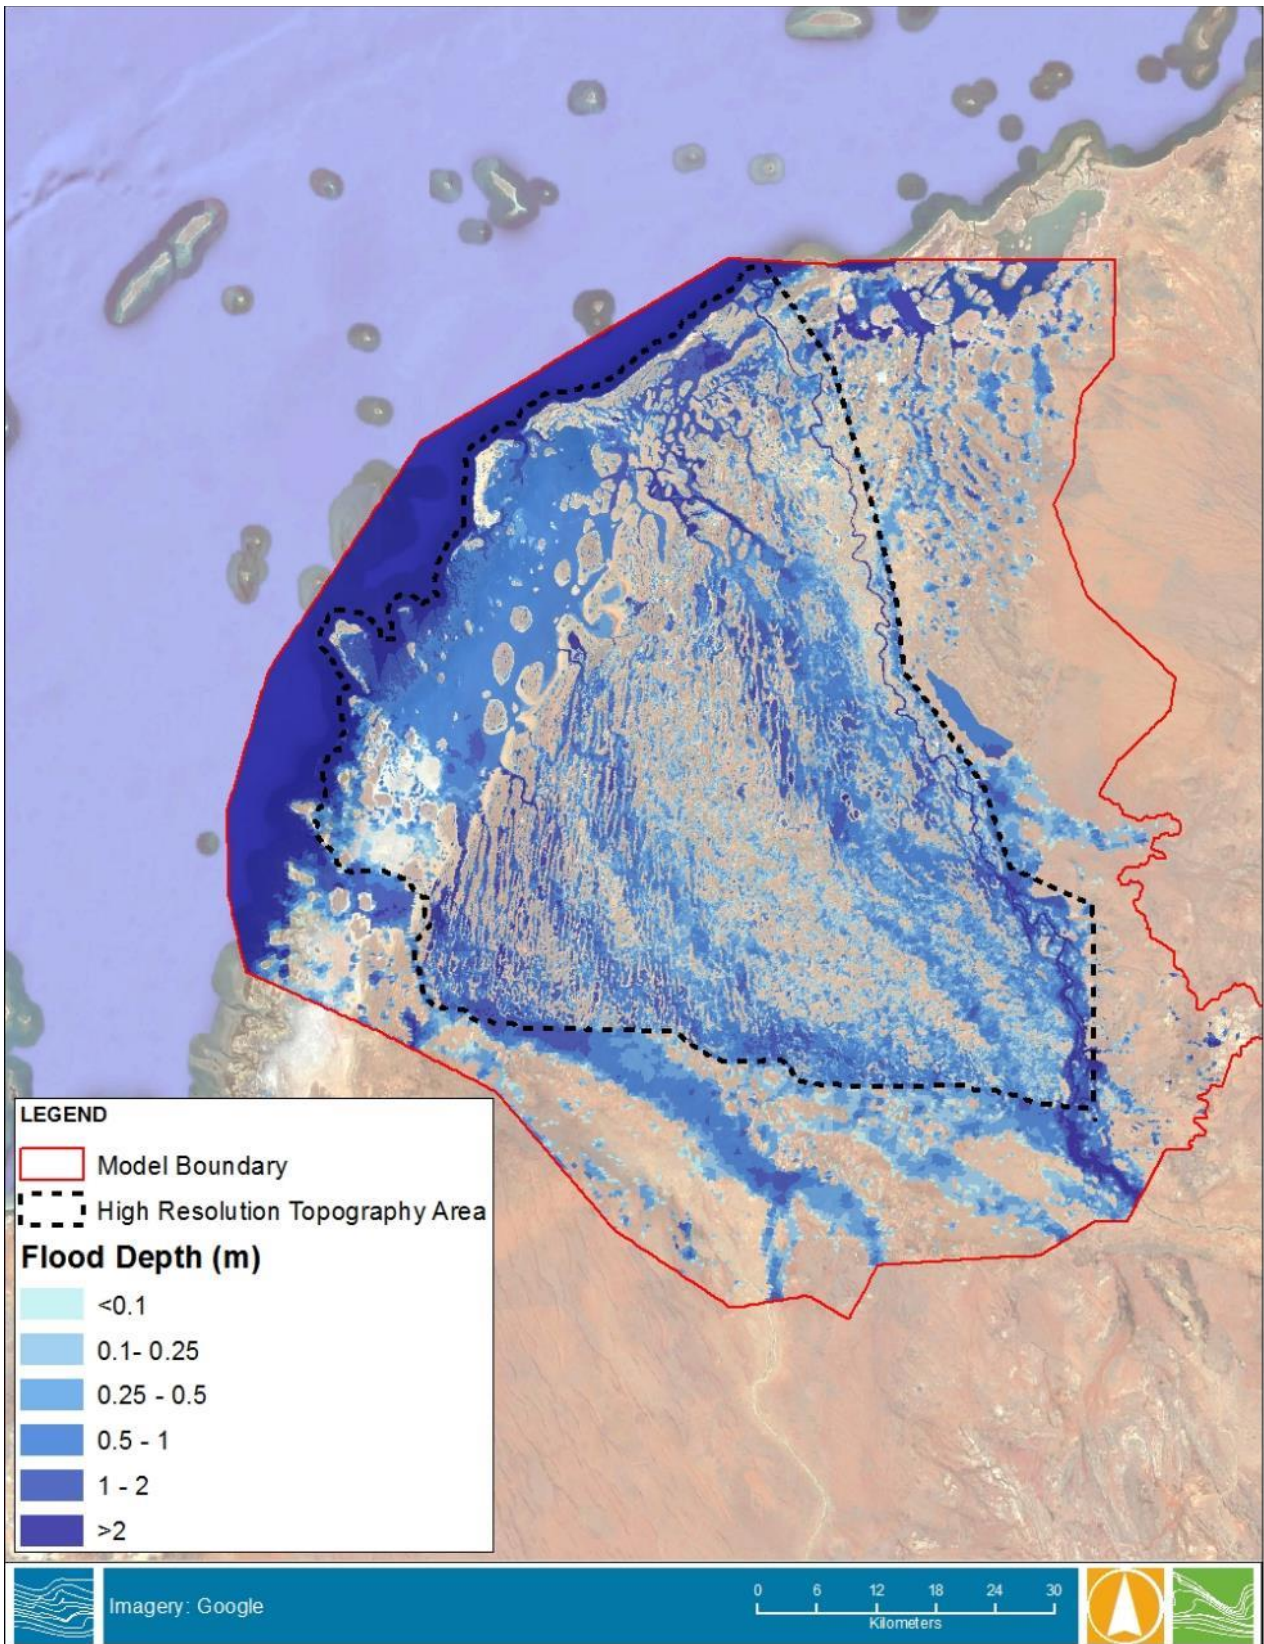 LEGEND
Model Boundary
High Resolution Topography Area
Flood Depth (m)
<0.1
0.1- 0.25
0.25 - 0.5
0.5 - 1
1 - 2
>2
Imagery: Google
0 6 12 18 24 30
Kilometers